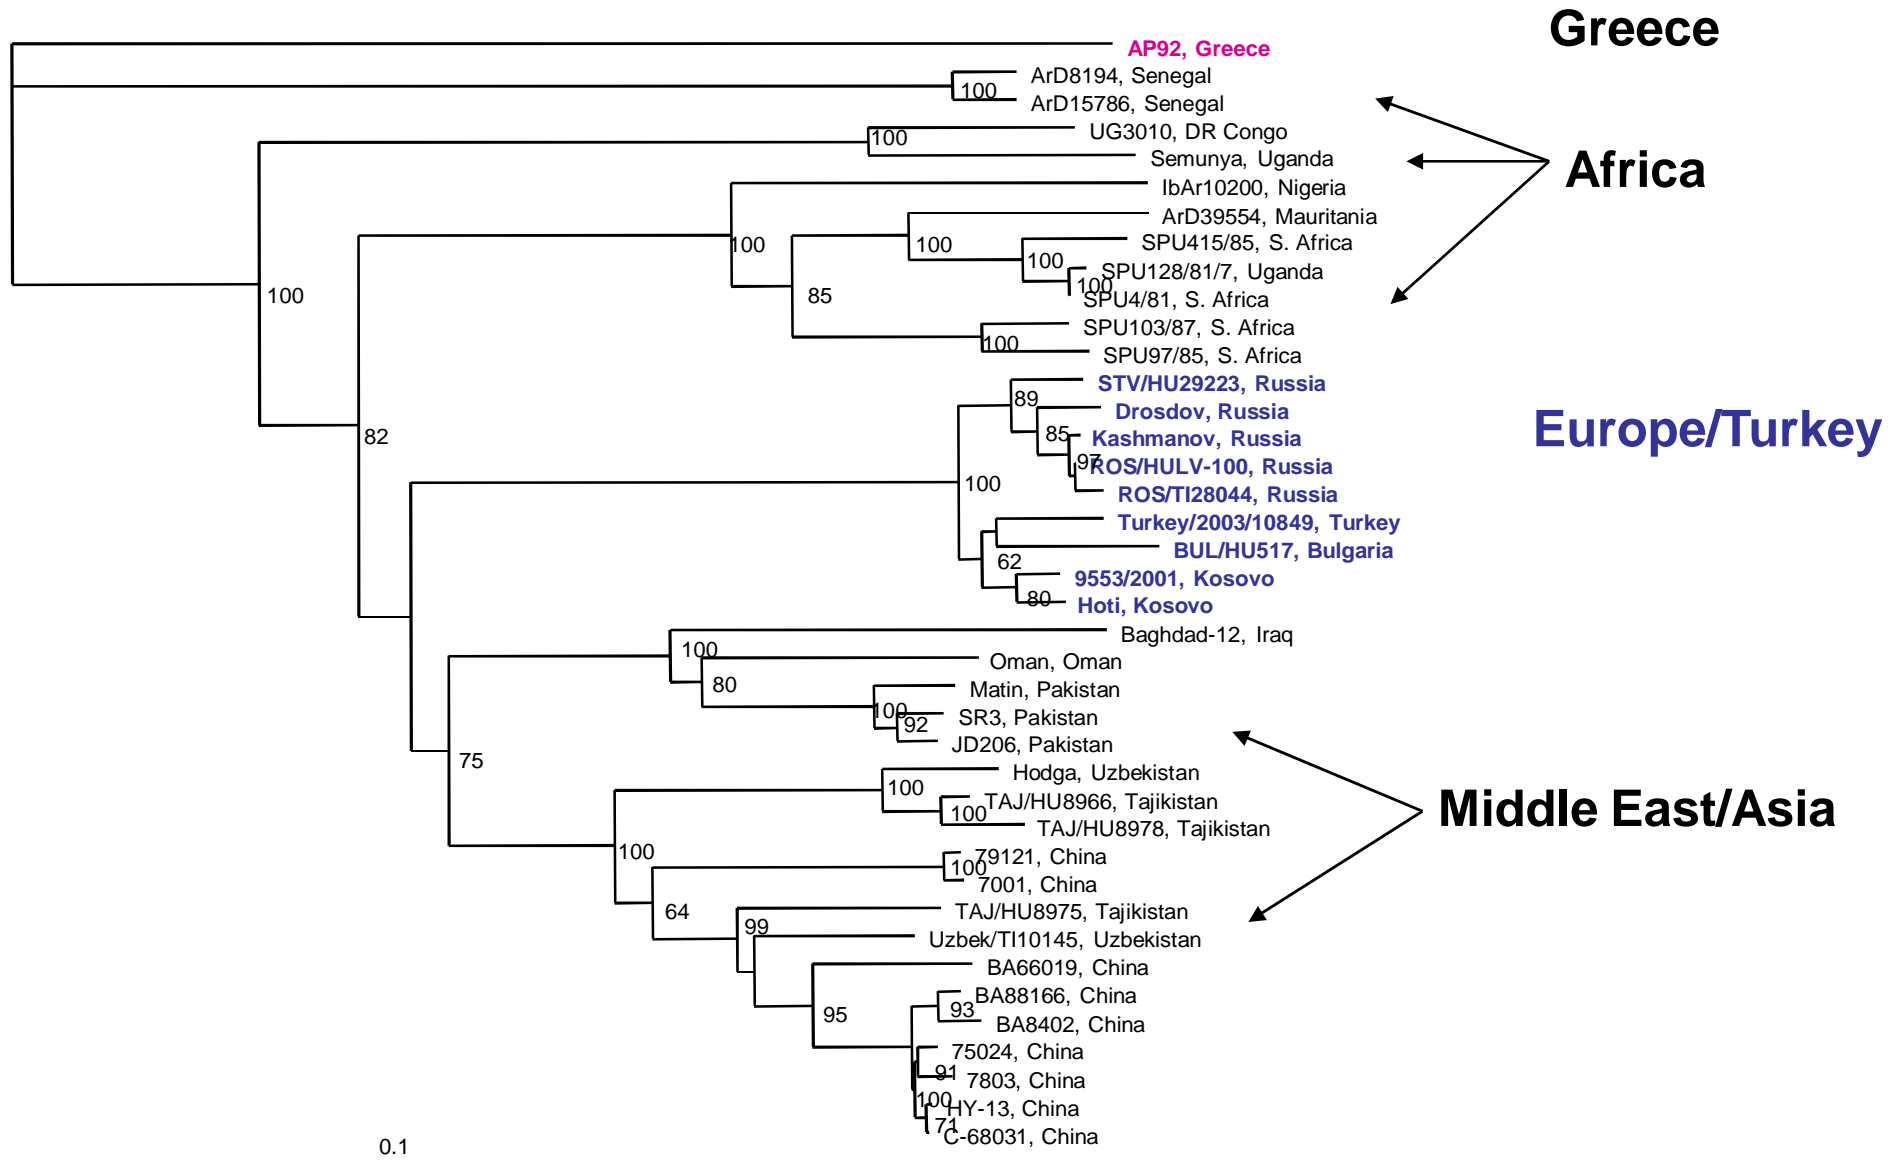 Greece
AP92, Greece
ArD8194, Senegal
100
ArD15786, Senegal
UG3010, DR Congo
100
Semunya, Uganda
Africa
IbAr10200, Nigeria
ArD39554, Mauritania
100
100
SPU415/85, S. Africa
100
SPU128/81/7, Uganda
100
SPU4/81, S. Africa
100
85
SPU103/87, S. Africa
100
SPU97/85, S. Africa
STV/HU29223, Russia
89
Drosdov, Russia
Europe/Turkey
82
85
Kashmanov, Russia
97
ROS/HULV-100, Russia
100
ROS/TI28044, Russia
Turkey/2003/10849, Turkey
BUL/HU517, Bulgaria
62
9553/2001, Kosovo
80
Hoti, Kosovo
Baghdad-12, Iraq
100
Oman, Oman
80
Matin, Pakistan
100
SR3, Pakistan
92
JD206, Pakistan
75
Hodga, Uzbekistan
100
TAJ/HU8966, Tajikistan
100
Middle East/Asia
TAJ/HU8978, Tajikistan
100
79121, China
100
7001, China
64
TAJ/HU8975, Tajikistan
99
Uzbek/TI10145, Uzbekistan
BA66019, China
BA88166, China
93
95
BA8402, China
75024, China
91
7803, China
100
HY-13, China
71
C-68031, China
0.1